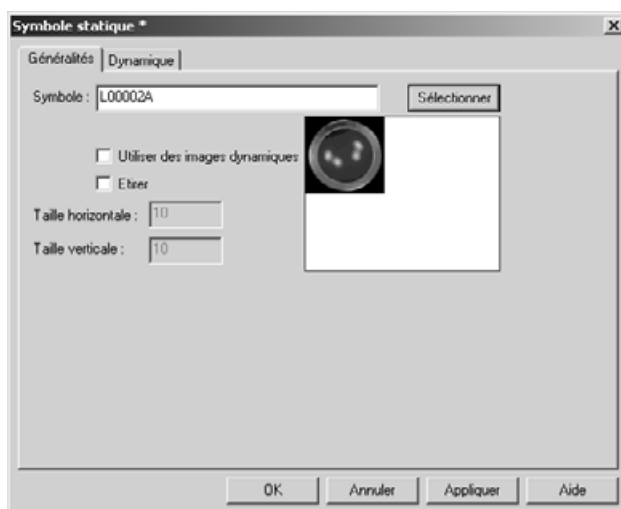 Symbole statique *
Généralités Dynamique
Symbole : L00002A Sélectionner
Utiliser des images dynamiques
Etirer
Taille horizontale : 10
Taille verticale : 10
OK Annuler Appliquer Aide